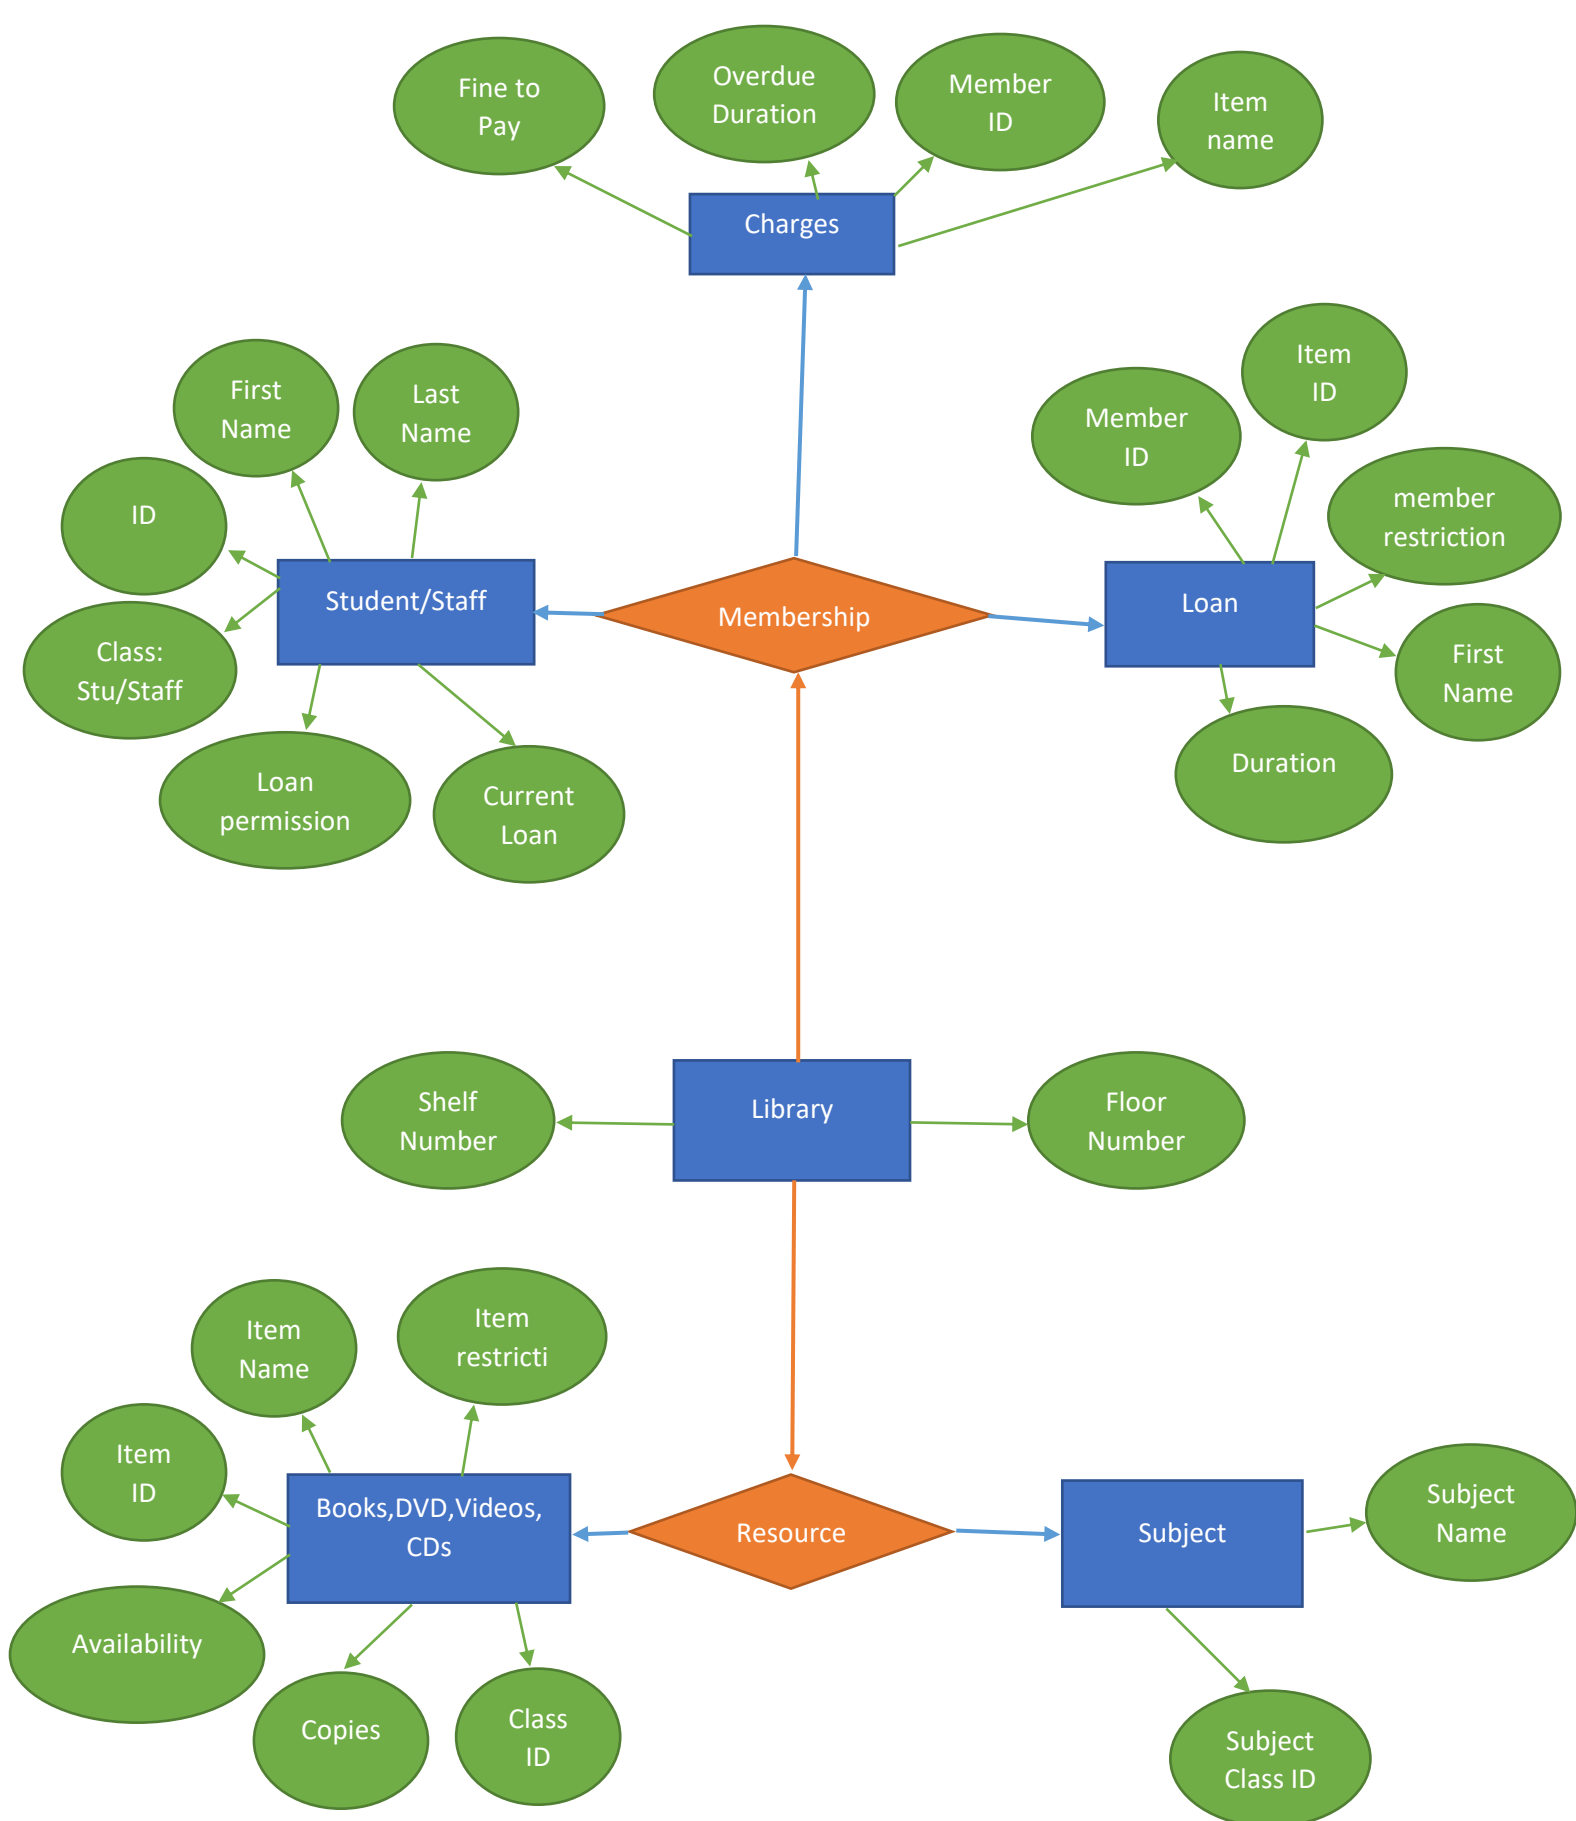 Fine to
Pay
Overdue
Duration
Member
ID
Item
name
Charges
First
Name
Last
Name
ID
Student/Staff
Class:
Stu/Staff
Loan
permission
Current
Loan
Membership
Member
ID
Item
ID
member
restriction
Loan
First
Name
Duration
Shelf
Number
Library
Floor
Number
Item
Name
Item
restricti
Item
ID
Books,DVD,Videos,
CDs
Availability
Copies
Class
ID
Resource
Subject
Subject
Name
Subject
Class ID